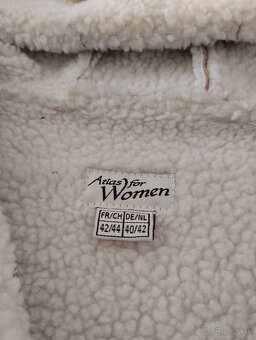 Atlas for
Women
FR/CH DE/NL
42/44 40/42